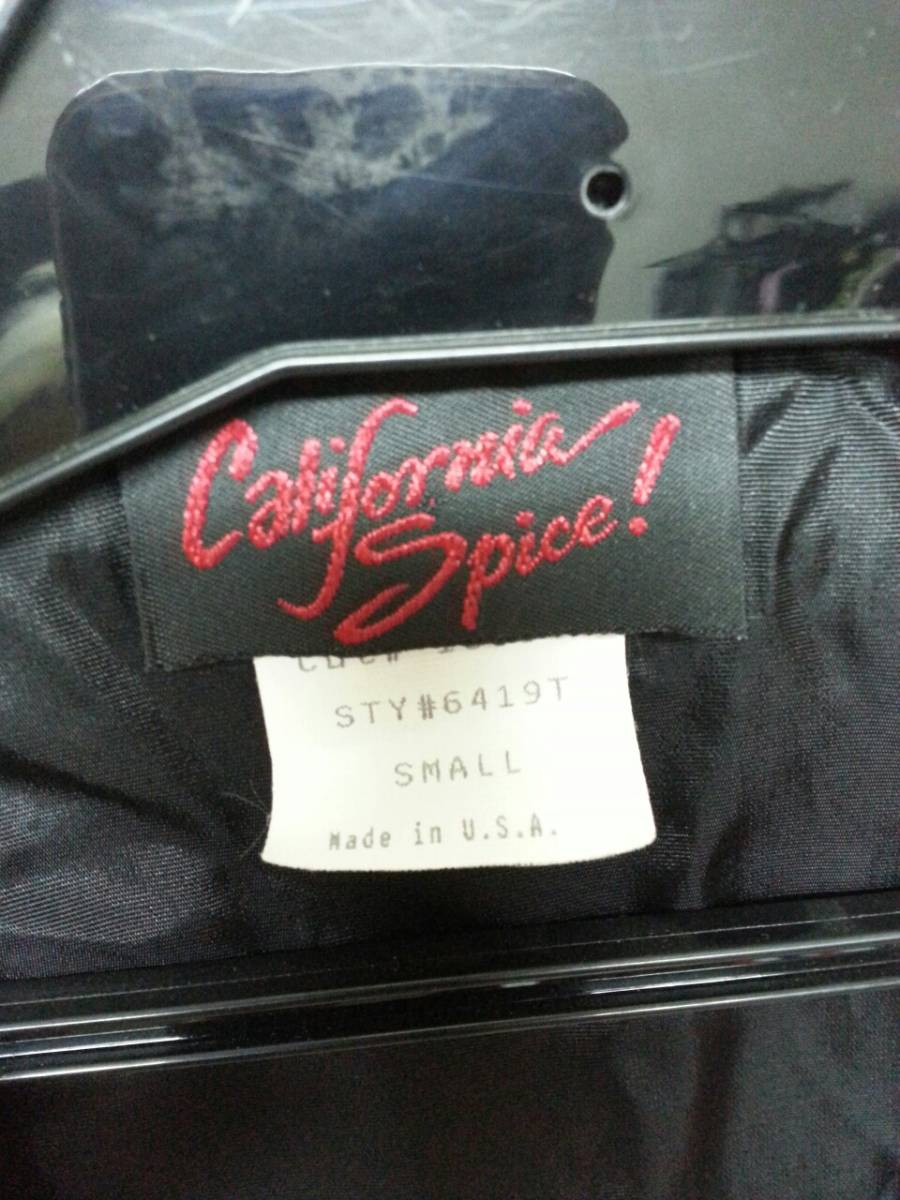 California
Spice!
STY#6419T
SMALL
Made in U.S.A.